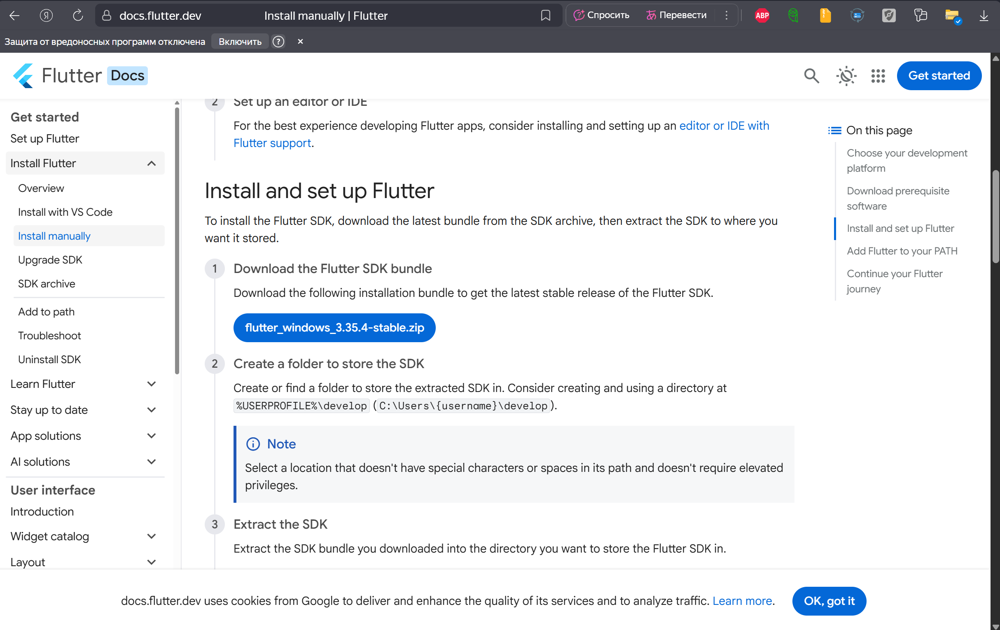 docs.flutter.dev
Install manually | Flutter
Спросить
Перевести
ABP
Защита от вредоносных программ отключена
Включить
Flutter Docs
Get started
Get started
Set up Flutter
Install Flutter
Overview
Install with VS Code
Install manually
Upgrade SDK
SDK archive
Add to path
Troubleshoot
Uninstall SDK
Learn Flutter
Stay up to date
App solutions
AI solutions
User interface
Introduction
Widget catalog
Layout
2 Set up an editor or IDE
For the best experience developing Flutter apps, consider installing and setting up an editor or IDE with
Flutter support.
Install and set up Flutter
To install the Flutter SDK, download the latest bundle from the SDK archive, then extract the SDK to where you
want it stored.
1 Download the Flutter SDK bundle
Download the following installation bundle to get the latest stable release of the Flutter SDK.
flutter_windows_3.35.4-stable.zip
2 Create a folder to store the SDK
Create or find a folder to store the extracted SDK in. Consider creating and using a directory at
%USERPROFILE%\develop (C:\Users\{username}\develop).
Note
Select a location that doesn't have special characters or spaces in its path and doesn't require elevated
privileges.
3 Extract the SDK
Extract the SDK bundle you downloaded into the directory you want to store the Flutter SDK in.
On this page
Choose your development
platform
Download prerequisite
software
Install and set up Flutter
Add Flutter to your PATH
Continue your Flutter
journey
docs.flutter.dev uses cookies from Google to deliver and enhance the quality of its services and to analyze traffic. Learn more.
OK, got it